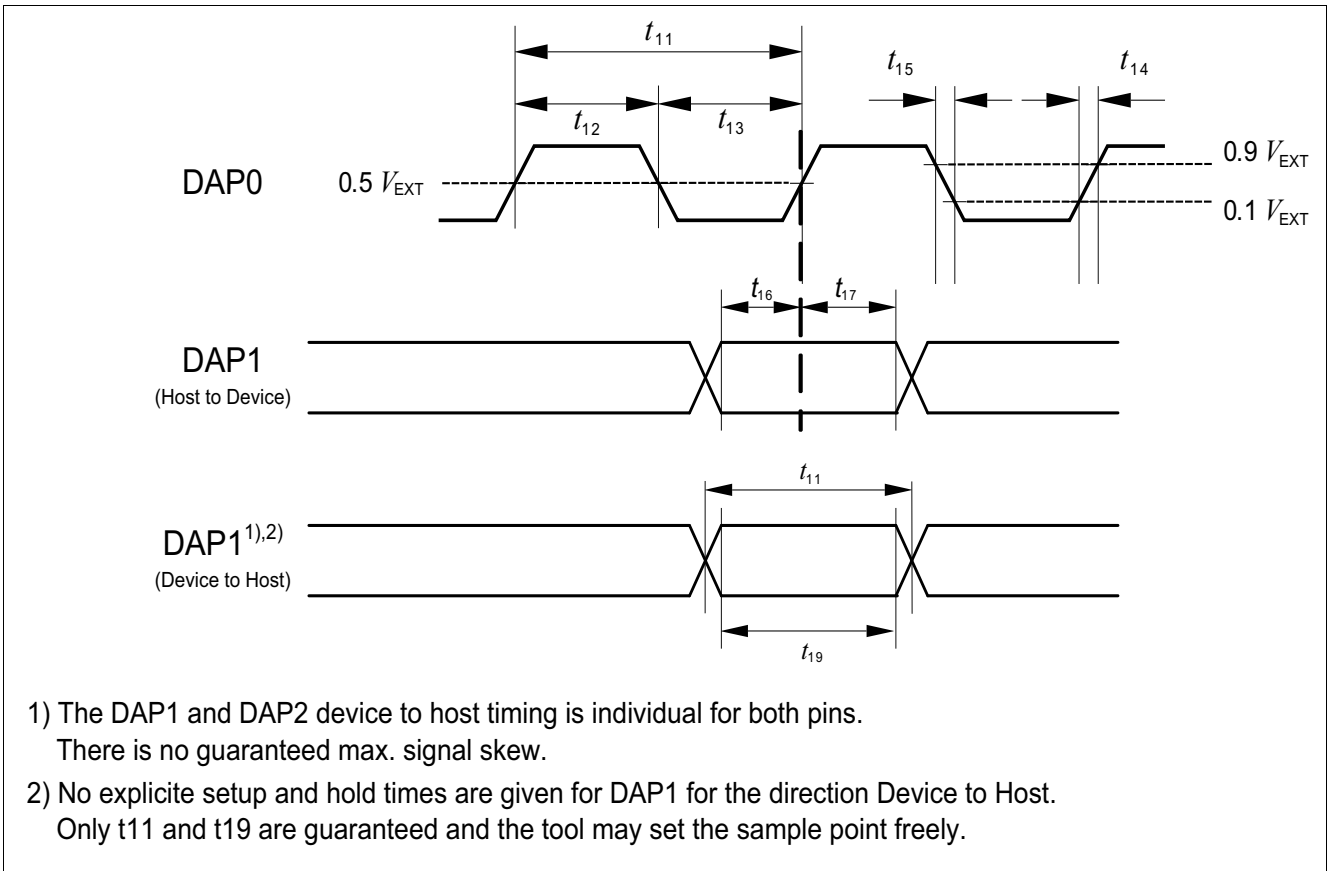 t11
t15
t14
t12
t13
0.9 VEXT
DAP0
0.5 VEXT
0.1 VEXT
t16
t17
DAP1
(Host to Device)
t11
DAP11),2)
(Device to Host)
t19
1) The DAP1 and DAP2 device to host timing is individual for both pins.
There is no guaranteed max. signal skew.
2) No explicite setup and hold times are given for DAP1 for the direction Device to Host.
Only t11 and t19 are guaranteed and the tool may set the sample point freely.